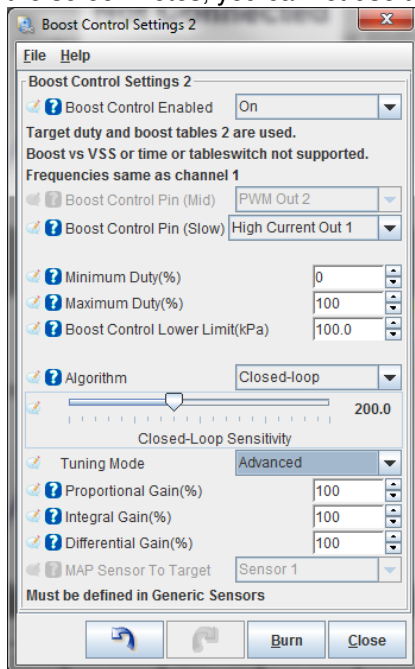 Boost Control Settings 2
File Help
Boost Control Settings 2
Boost Control Enabled On
Target duty and boost tables 2 are used.
Boost vs VSS or time or tableswitch not supported.
Frequencies same as channel 1
Boost Control Pin (Mid) PWM Out 2
Boost Control Pin (Slow) High Current Out 1
Minimum Duty(%) 0
Maximum Duty(%) 100
Boost Control Lower Limit(kPa) 100.0
Algorithm Closed-loop
200.0
Closed-Loop Sensitivity
Tuning Mode Advanced
Proportional Gain(%) 100
Integral Gain(%) 100
Differential Gain(%) 100
MAP Sensor To Target Sensor 1
Must be defined in Generic Sensors
Burn Close